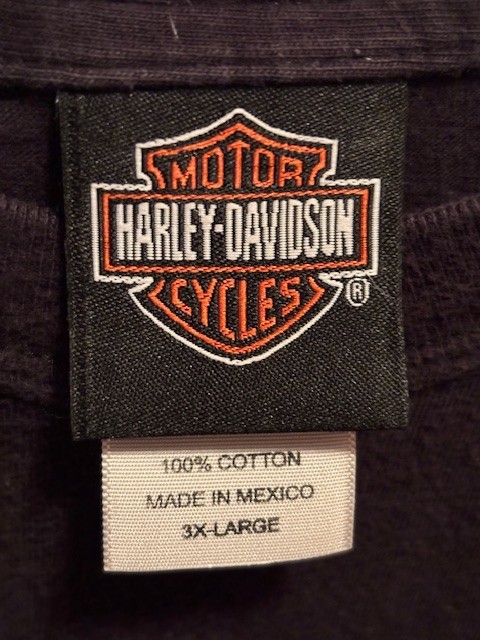 MOTOR
HARLEY-DAVIDSON
CYCLES
®
100% COTTON
MADE IN MEXICO
3X-LARGE